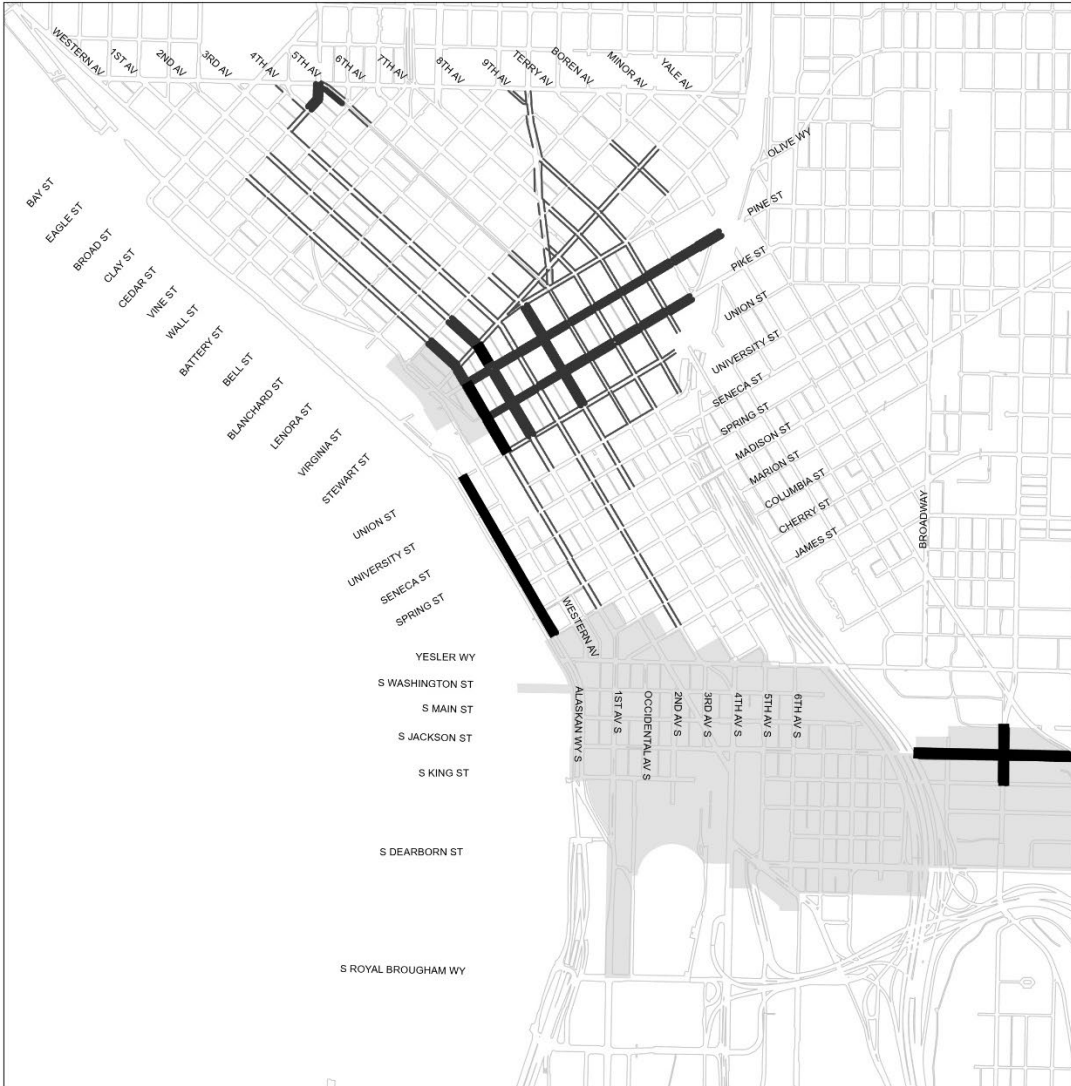 WESTERN AV
1ST AV
2ND AV
3RD AV
4TH AV
5TH AV
6TH AV
7TH AV
8TH AV
9TH AV
TERRY AV
BOREN AV
MINOR AV
YALE AV
OLIVE WY
PINE ST
PIKE ST
UNION ST
UNIVERSITY ST
SENECA ST
SPRING ST
MADISON ST
MARION ST
COLUMBIA ST
CHERRY ST
JAMES ST
BROADWAY
BAY ST
EAGLE ST
BROAD ST
CLAY ST
CEDAR ST
VINE ST
WALL ST
BATTERY ST
BELL ST
BLANCHARD ST
LENORA ST
VIRGINIA ST
STEWART ST
UNION ST
UNIVERSITY ST
SENECA ST
SPRING ST
WESTERN AV
YESLER WY
S WASHINGTON ST
S MAIN ST
S JACKSON ST
S KING ST
S DEARBORN ST
S ROYAL BROUGHAM WY
ALASKAN WY S
1ST AV S
OCCIDENTAL AV S
2ND AV S
3RD AV S
4TH AV S
5TH AV S
6TH AV S